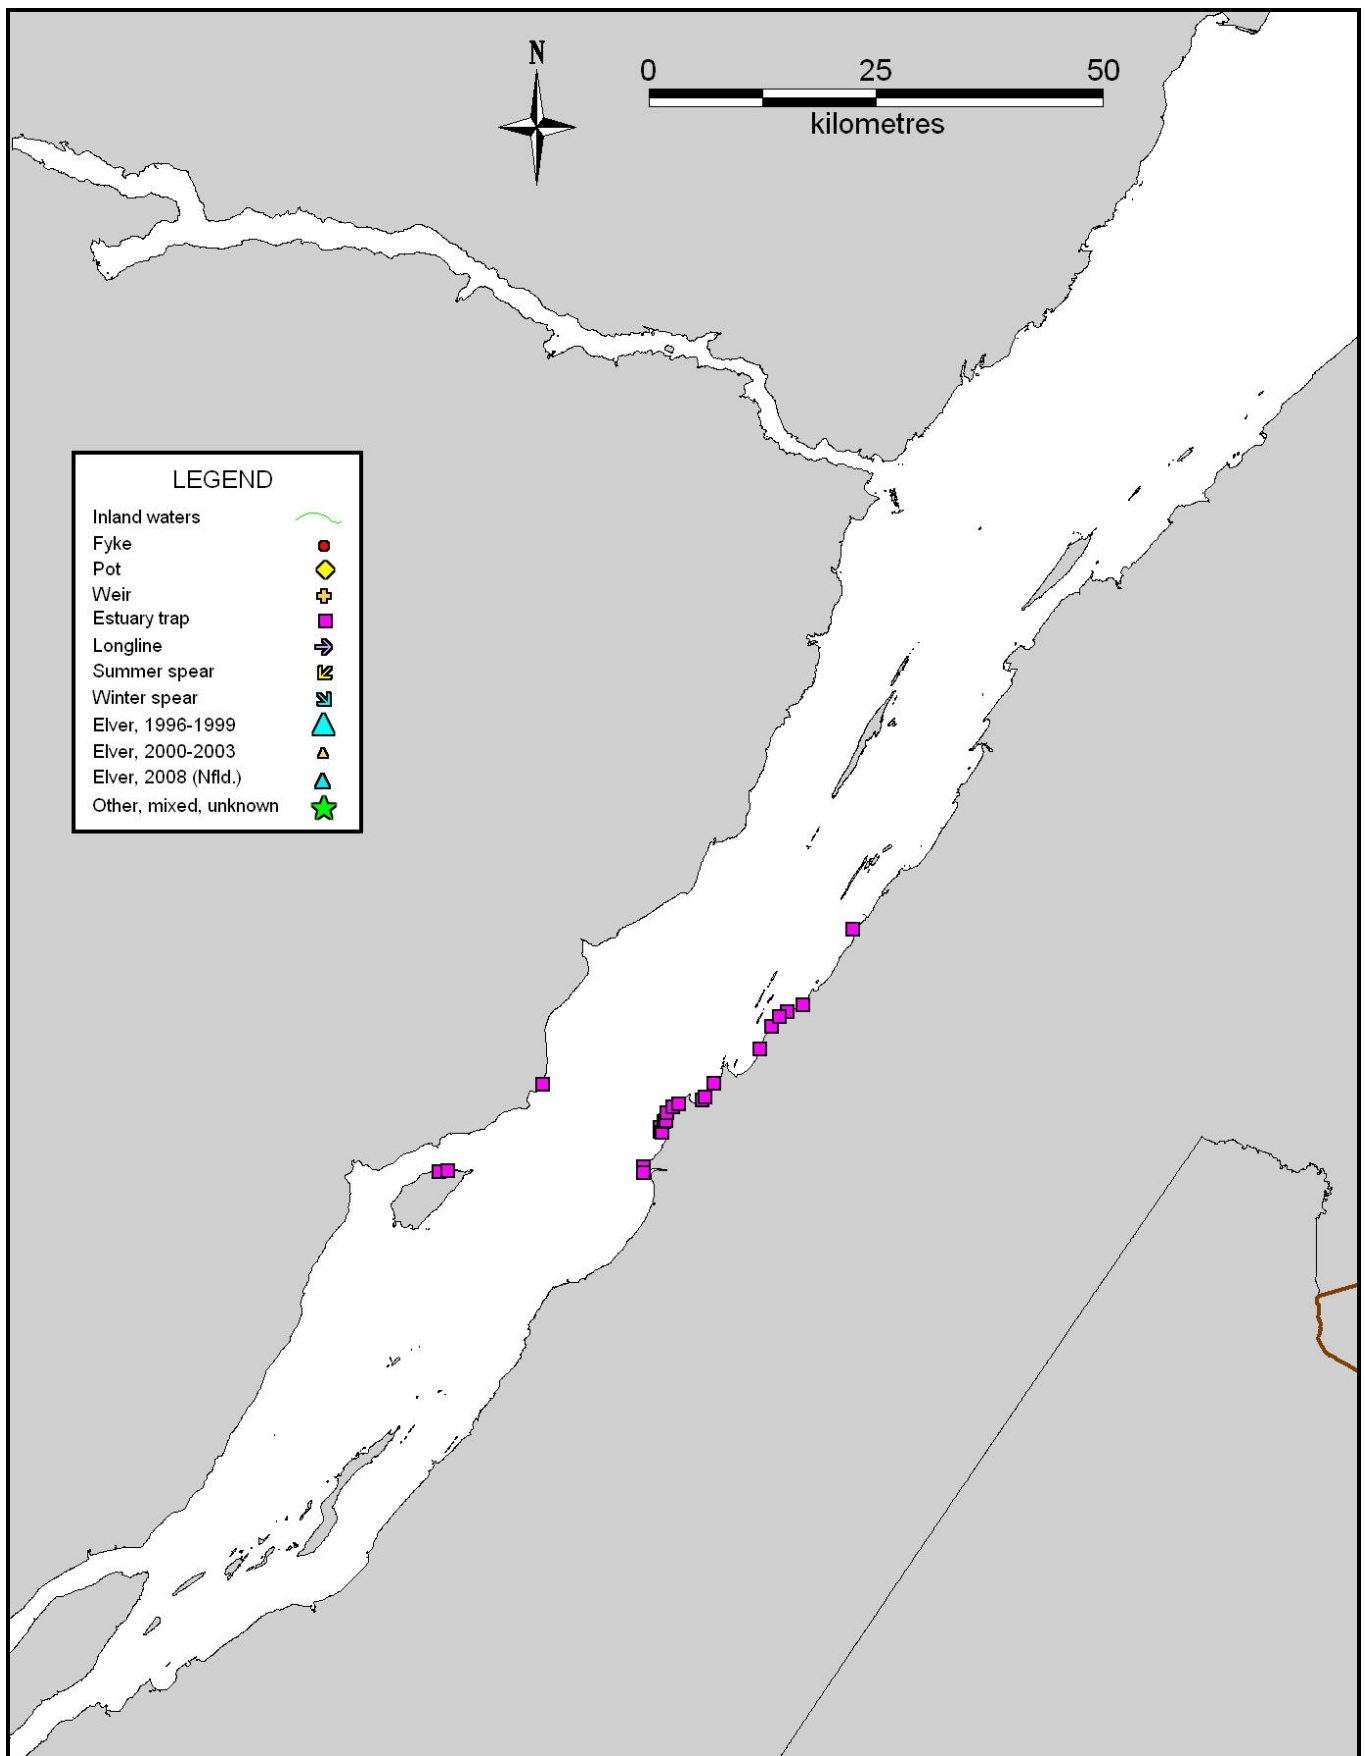 N
0 25 50
kilometres
LEGEND
Inland waters
Fyke
Pot
Weir
Estuary trap
Longline
Summer spear
Winter spear
Elver, 1996-1999
Elver, 2000-2003
Elver, 2008 (Nfld.)
Other, mixed, unknown